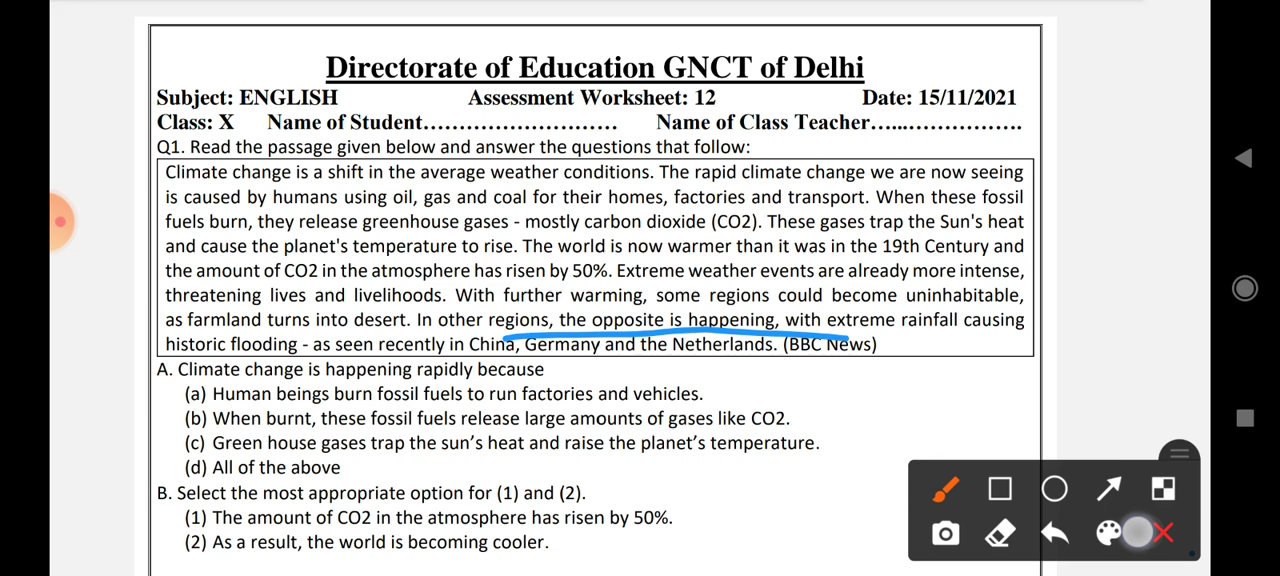 Directorate of Education GNCT of Delhi
Subject: ENGLISH Assessment Worksheet: 12 Date: 15/11/2021
Class: X Name of Student……………………… Name of Class Teacher…...…………….
Q1. Read the passage given below and answer the questions that follow:
Climate change is a shift in the average weather conditions. The rapid climate change we are now seeing
is caused by humans using oil, gas and coal for their homes, factories and transport. When these fossil
fuels burn, they release greenhouse gases - mostly carbon dioxide (CO2). These gases trap the Sun's heat
and cause the planet's temperature to rise. The world is now warmer than it was in the 19th Century and
the amount of CO2 in the atmosphere has risen by 50%. Extreme weather events are already more intense,
threatening lives and livelihoods. With further warming, some regions could become uninhabitable,
as farmland turns into desert. In other regions, the opposite is happening, with extreme rainfall causing
historic flooding - as seen recently in China, Germany and the Netherlands. (BBC News)
A. Climate change is happening rapidly because
(a) Human beings burn fossil fuels to run factories and vehicles.
(b) When burnt, these fossil fuels release large amounts of gases like CO2.
(c) Green house gases trap the sun’s heat and raise the planet’s temperature.
(d) All of the above
B. Select the most appropriate option for (1) and (2).
(1) The amount of CO2 in the atmosphere has risen by 50%.
(2) As a result, the world is becoming cooler.